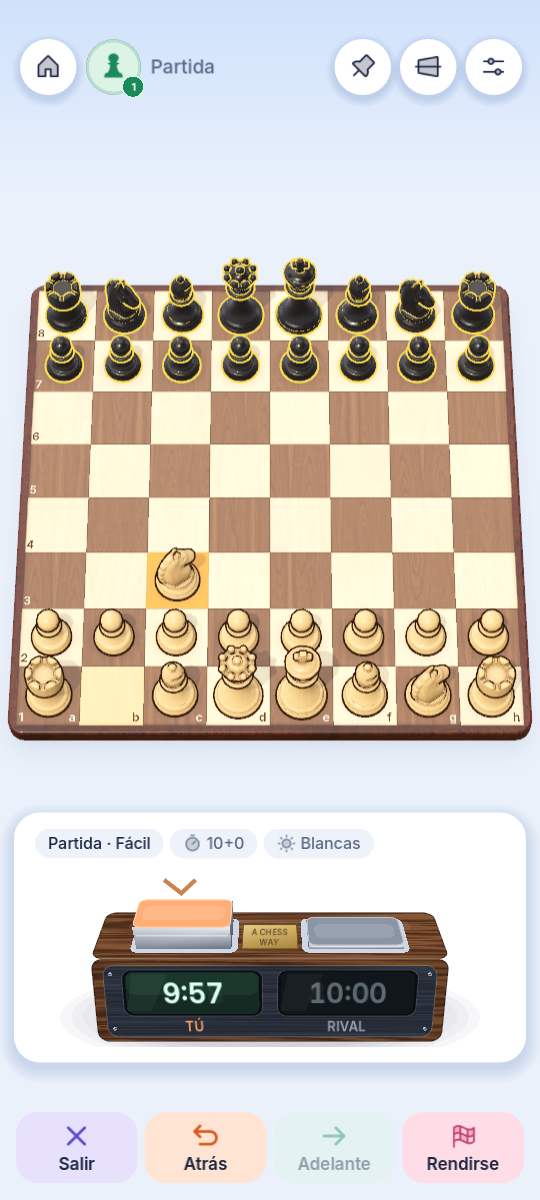 Partida
1
8
7
6
5
4
3
2
1 a b c d e f g h
Partida · Fácil 10+0 Blancas
A CHESS
WAY
9:57 10:00
TÚ RIVAL
Salir Atrás Adelante Rendirse